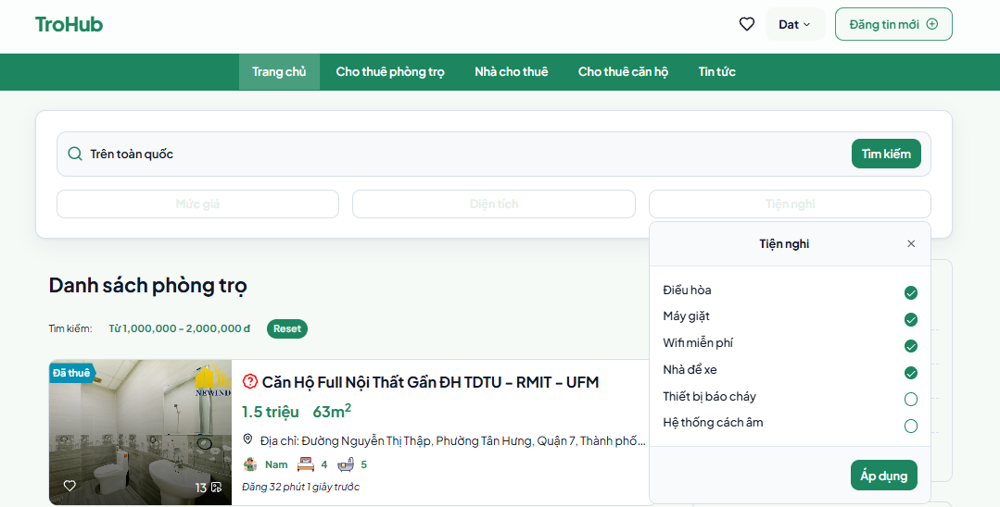 TroHub
Dat
Đăng tin mới
Trang chủ
Cho thuê phòng trọ
Nhà cho thuê
Cho thuê căn hộ
Tin tức
Trên toàn quốc
Tìm kiếm
Mức giá
Diện tích
Tiện nghi
Tiện nghi
Điều hòa
Máy giặt
Wifi miễn phí
Nhà để xe
Thiết bị báo cháy
Hệ thống cách âm
Áp dụng
Danh sách phòng trọ
Tìm kiếm: Từ 1,000,000 - 2,000,000 đ Reset
Đã thuê
NEWIND
13
Căn Hộ Full Nội Thất Gần ĐH TDTU - RMIT - UFM
1.5 triệu 63m²
Địa chỉ: Đường Nguyễn Thị Thập, Phường Tân Hưng, Quận 7, Thành phố...
Nam 4 5
Đăng 32 phút 1 giây trước